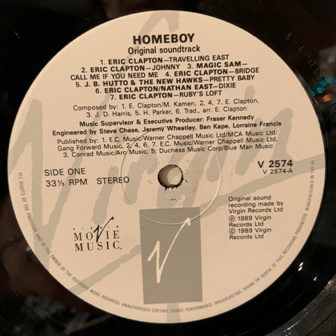 HOMEBOY
Original soundtrack
1. ERIC CLAPTON—TRAVELLING EAST
2. ERIC CLAPTON—JOHNNY 3. MAGIC SAM—
CALL ME IF YOU NEED ME 4. ERIC CLAPTON—BRIDGE
5. J. B. HUTTO & THE NEW HAWKS—PRETTY BABY
6. ERIC CLAPTON/NATHAN EAST—DIXIE
7. ERIC CLAPTON—RUBY'S LOFT
Composed by: 1. E. Clapton/M. Kamen, 2, 4, 7. E. Clapton,
3. J. D. Harris, 5. H. Parker, 6. Trad., arr. E. Clapton
Music Supervisor & Executive Producer: Fraser Kennedy
Engineered by Steve Chase, Jeremy Wheatley, Ben Kape, Lorraine Francis
Published by: 1. E.C. Music/Warner Chappell Music Ltd/MCA Music Ltd;
Gang Forward Music, 2, 4, 6, 7. E.C. Music/Warner Chappell Music Ltd
3. Conrad Music/Arc Music; 5. Duchess Music Corp/Blue Man Music
SIDE ONE
33⅓ RPM STEREO
V 2574
V 2574-A
Original sound
recording made by
Virgin Records Ltd
℗ 1989 Virgin
Records Ltd
© 1989 Virgin
Records Ltd
MOVIE
MUSIC